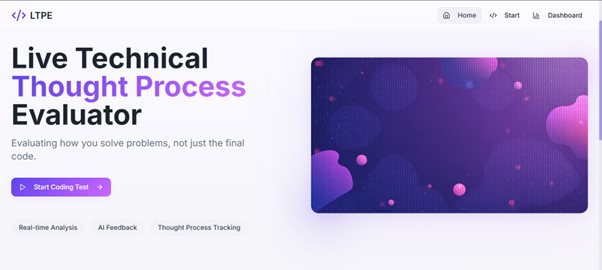 LTPE
Home
Start
Dashboard
Live Technical
Thought Process
Evaluator
Evaluating how you solve problems, not just the final
code.
Start Coding Test
Real-time Analysis
AI Feedback
Thought Process Tracking